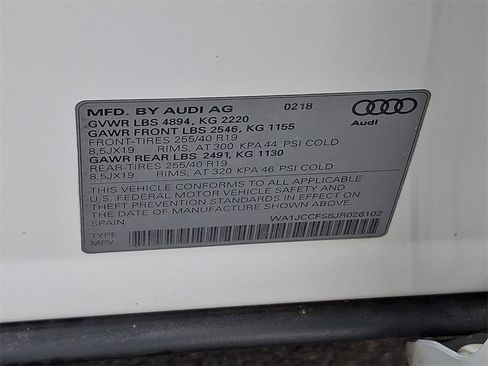 MFD. BY AUDI AG 0218
GVWR LBS 4894, KG 2220
GAWR FRONT LBS 2546, KG 1155
FRONT-TIRES 255/40 R19
8,5JX19 RIMS, AT 300 KPA 44 PSI COLD
GAWR REAR LBS 2491, KG 1130
REAR-TIRES 255/40 R19
8,5JX19 RIMS, AT 320 KPA 46 PSI COLD
THIS VEHICLE CONFORMS TO ALL APPLICABLE
U.S. FEDERAL MOTOR VEHICLE SAFETY AND
THEFT PREVENTION STANDARDS IN EFFECT ON
THE DATE OF MANUFACTURE SHOWN ABOVE.
SPAIN
WA1JCCFS8JR026102
TYPE:
MPV
Audi